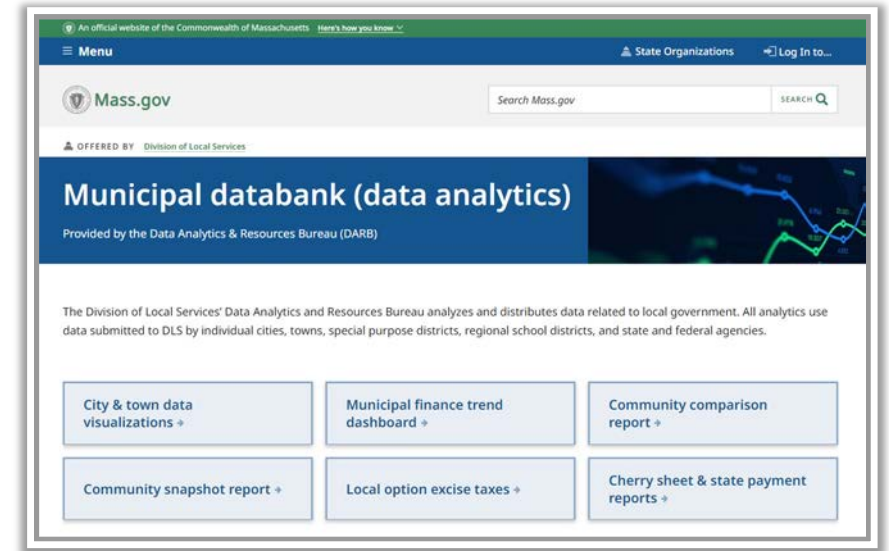 An official website of the Commonwealth of Massachusetts Here's how you know
Menu State Organizations Log In to...
Mass.gov Search Mass.gov SEARCH
OFFERED BY Division of Local Services
Municipal databank (data analytics)
Provided by the Data Analytics & Resources Bureau (DARB)
The Division of Local Services' Data Analytics and Resources Bureau analyzes and distributes data related to local government. All analytics use
data submitted to DLS by individual cities, towns, special purpose districts, regional school districts, and state and federal agencies.
City & town data
visualizations
Municipal finance trend
dashboard
Community comparison
report
Community snapshot report
Local option excise taxes
Cherry sheet & state payment
reports